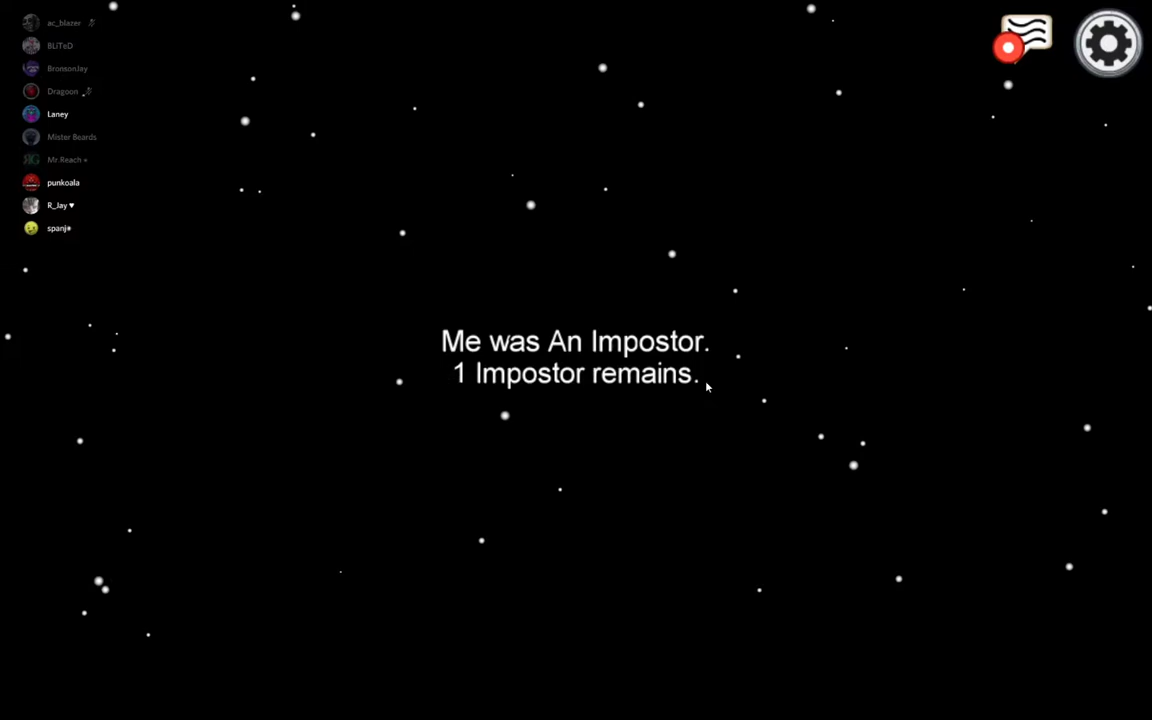 ac_blazer
BLiTeD
BronsonJay
Dragoon
Laney
Mister Beards
Mr.Reach +
punkoala
R_Jay ▾
spanj
Me was An Impostor.
1 Impostor remains.